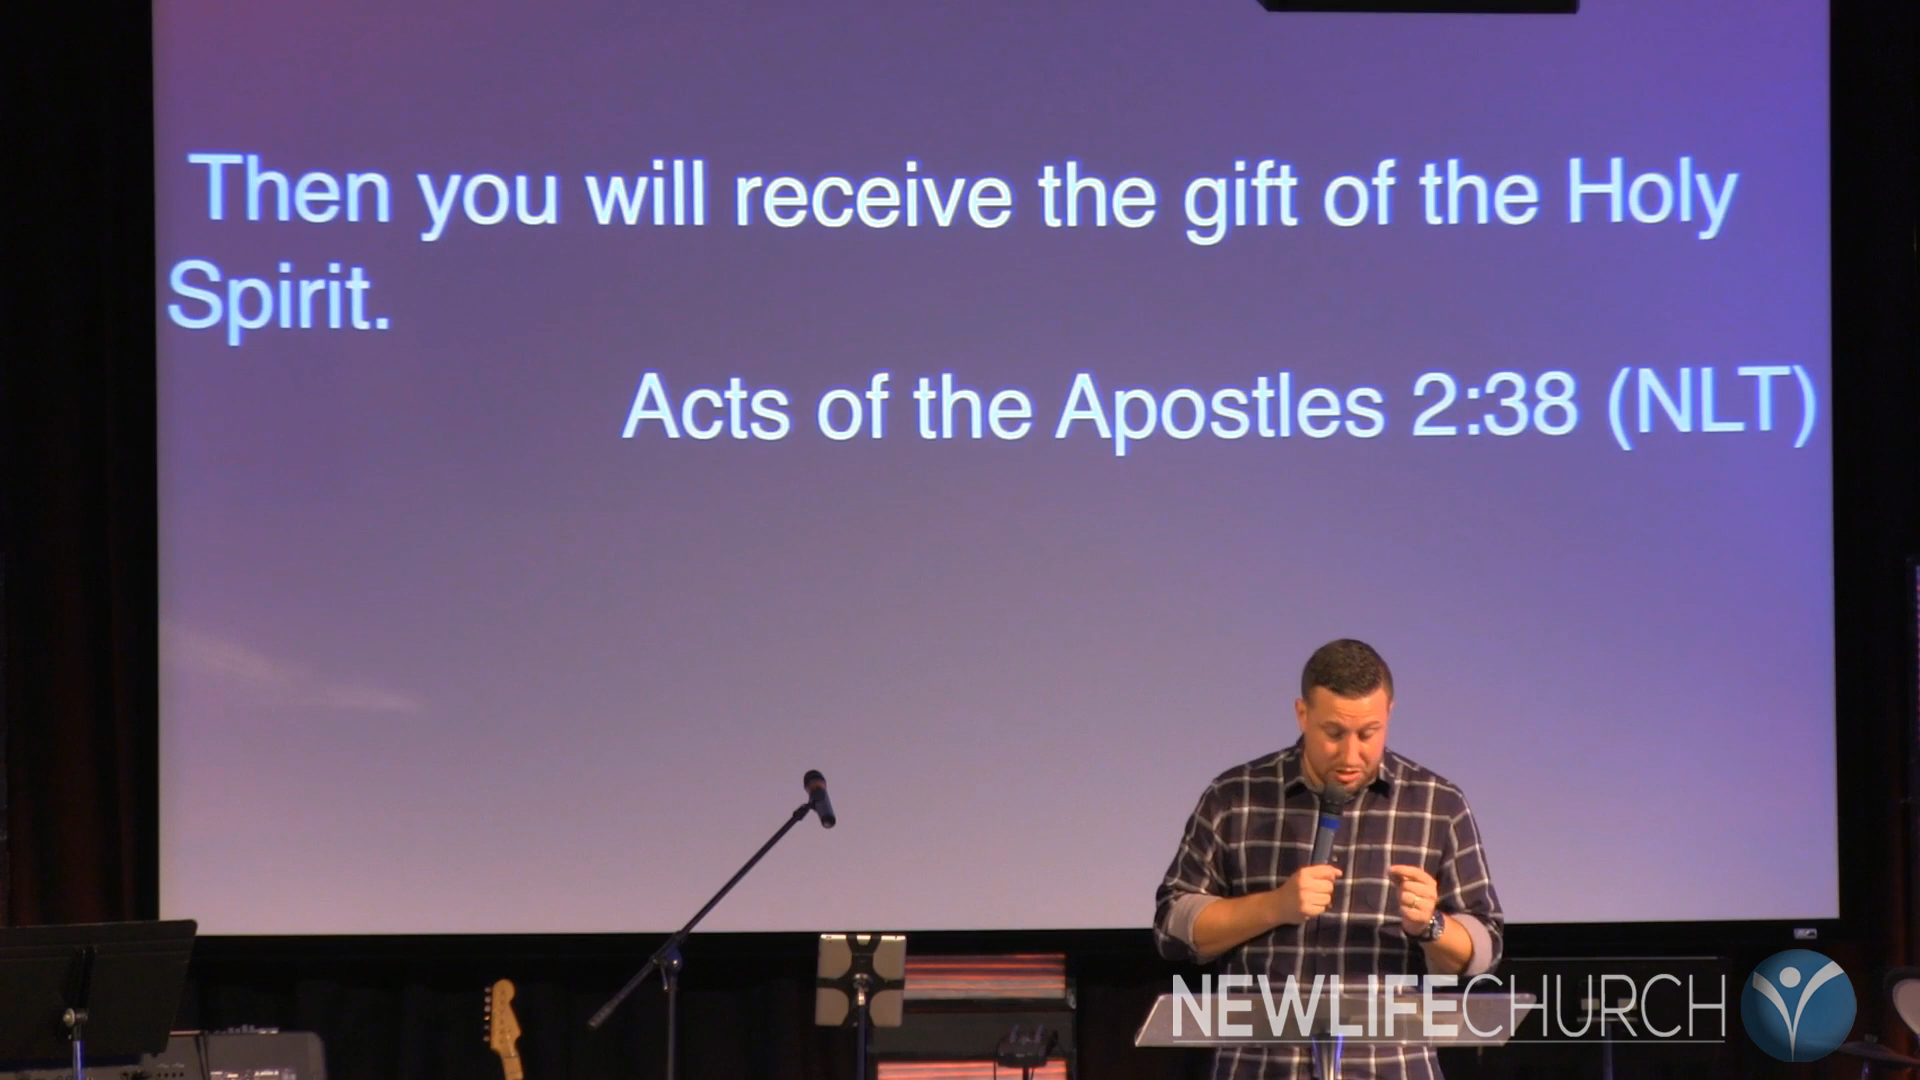 Then you will receive the gift of the Holy
Spirit.
Acts of the Apostles 2:38 (NLT)
NEWLIFECHURCH